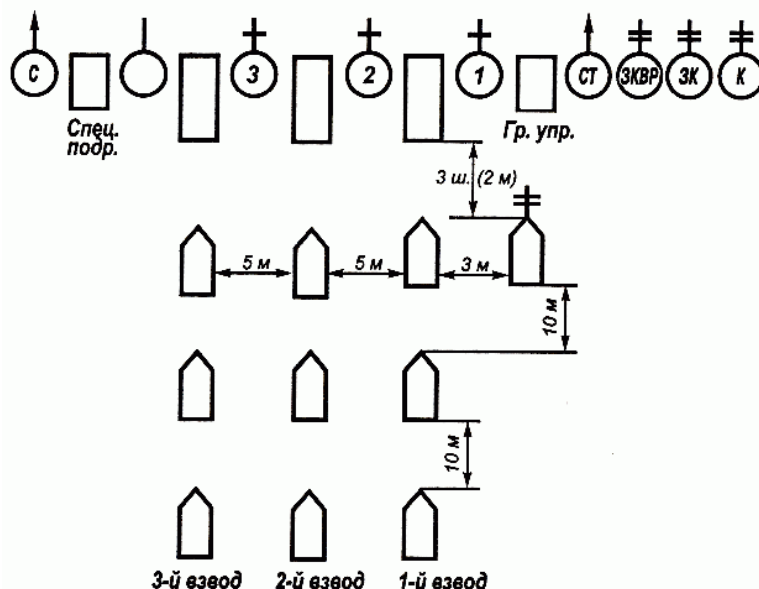 С 3 2 1 СТ ЗКВР ЗК К
Спец.
подр.
Гр. упр.
3 ш. (2 м)
5 м 5 м 3 м
10 м
10 м
3-й взвод 2-й взвод 1-й взвод